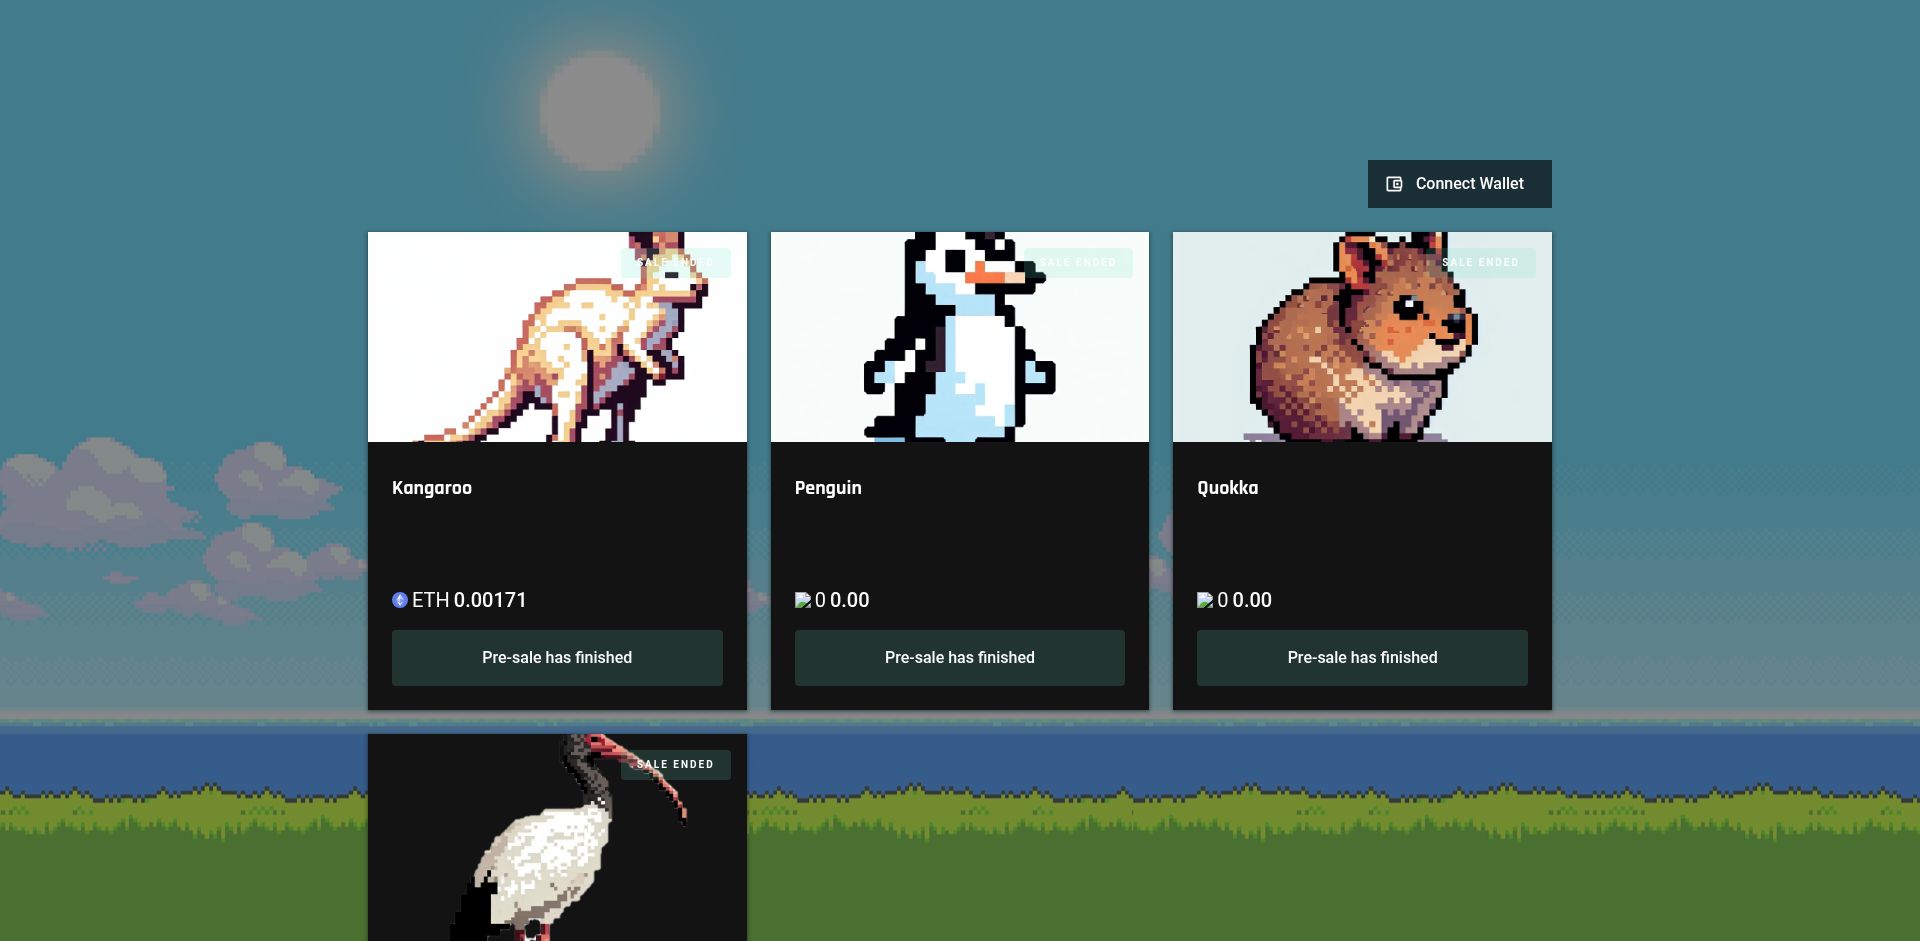 Connect Wallet
SALE ENDED
SALE ENDED
SALE ENDED
Kangaroo
Penguin
Quokka
ETH 0.00171
0 0.00
0 0.00
Pre-sale has finished
Pre-sale has finished
Pre-sale has finished
SALE ENDED